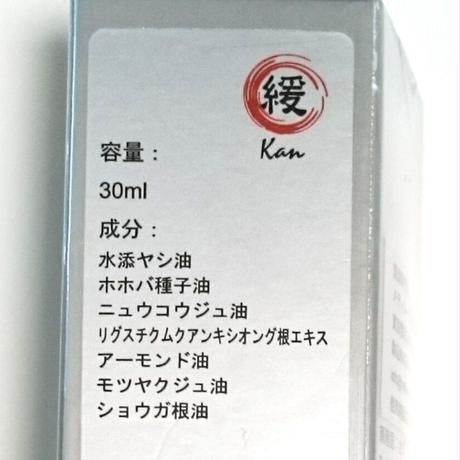 緩
Kan
容量：
30ml
成分：
水添ヤシ油
ホホバ種子油
ニュウコウジュ油
リグスチクムクアンキシオング根エキス
アーモンド油
モツヤクジュ油
ショウガ根油